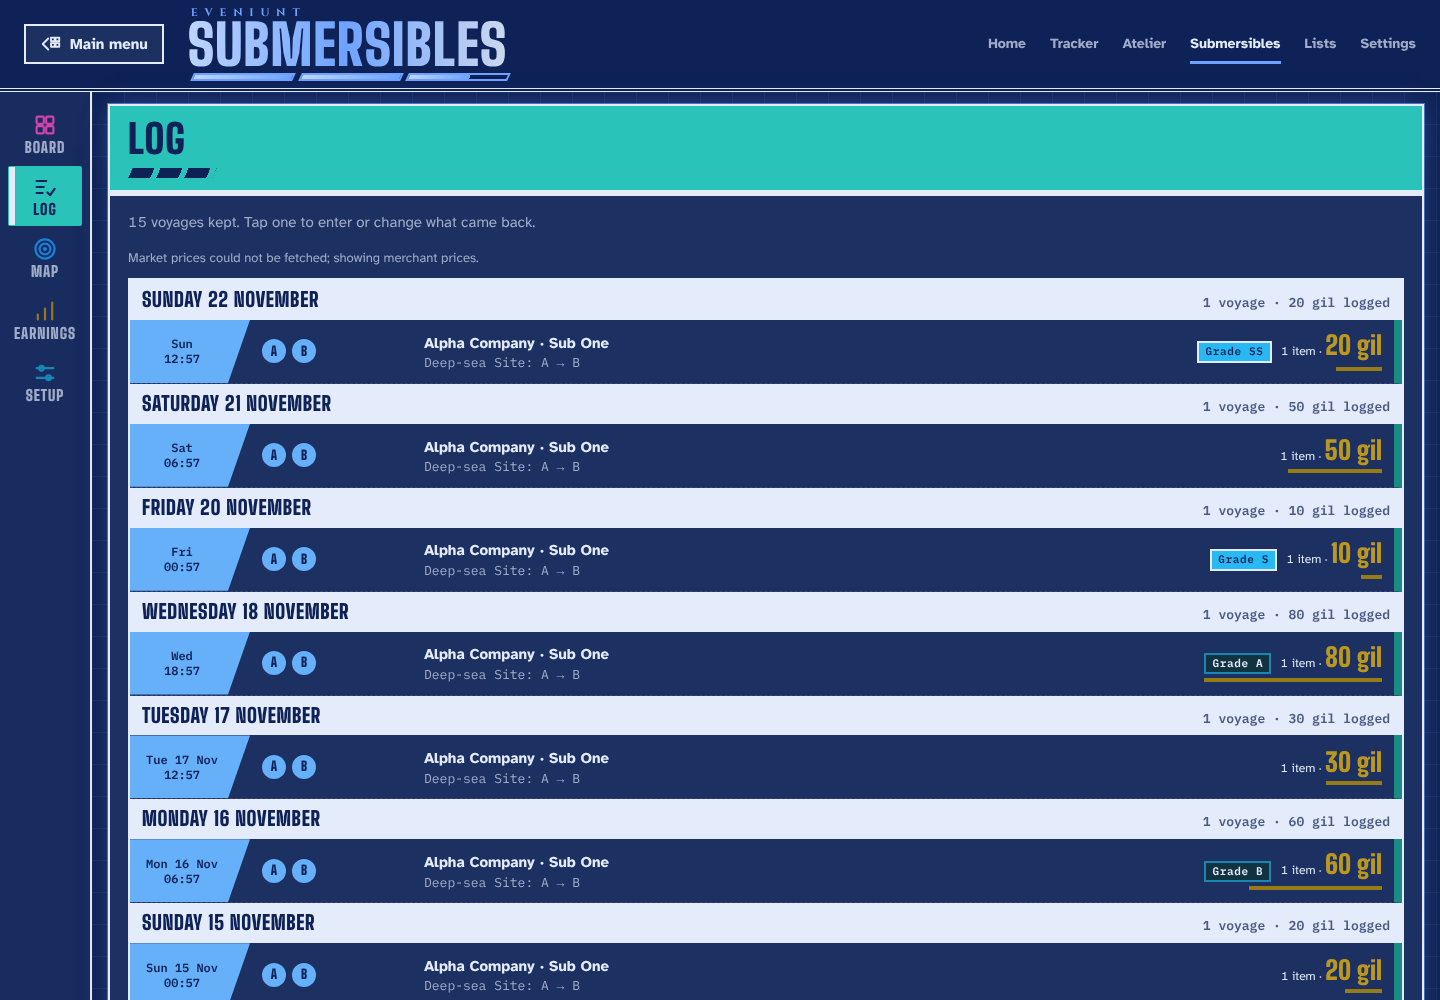 Main menu
EVENIUNT
SUBMERSIBLES
Home
Tracker
Atelier
Submersibles
Lists
Settings
BOARD
LOG
MAP
EARNINGS
SETUP
LOG
15 voyages kept. Tap one to enter or change what came back.
Market prices could not be fetched; showing merchant prices.
SUNDAY 22 NOVEMBER
1 voyage · 20 gil logged
Sun
12:57
A B
Alpha Company · Sub One
Deep-sea Site: A → B
Grade SS 1 item · 20 gil
SATURDAY 21 NOVEMBER
1 voyage · 50 gil logged
Sat
06:57
A B
Alpha Company · Sub One
Deep-sea Site: A → B
1 item · 50 gil
FRIDAY 20 NOVEMBER
1 voyage · 10 gil logged
Fri
00:57
A B
Alpha Company · Sub One
Deep-sea Site: A → B
Grade S 1 item · 10 gil
WEDNESDAY 18 NOVEMBER
1 voyage · 80 gil logged
Wed
18:57
A B
Alpha Company · Sub One
Deep-sea Site: A → B
Grade A 1 item · 80 gil
TUESDAY 17 NOVEMBER
1 voyage · 30 gil logged
Tue 17 Nov
12:57
A B
Alpha Company · Sub One
Deep-sea Site: A → B
1 item · 30 gil
MONDAY 16 NOVEMBER
1 voyage · 60 gil logged
Mon 16 Nov
06:57
A B
Alpha Company · Sub One
Deep-sea Site: A → B
Grade B 1 item · 60 gil
SUNDAY 15 NOVEMBER
1 voyage · 20 gil logged
Sun 15 Nov
00:57
A B
Alpha Company · Sub One
Deep-sea Site: A → B
1 item · 20 gil